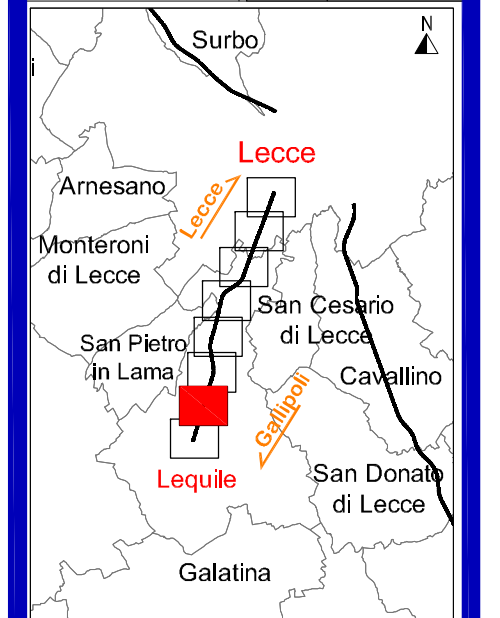 N
Surbo
i
Lecce
Arnesano
Lecce
Monteroni
di Lecce
San Cesario
di Lecce
San Pietro
in Lama
Cavallino
Gallipoli
Lequile
San Donato
di Lecce
Galatina